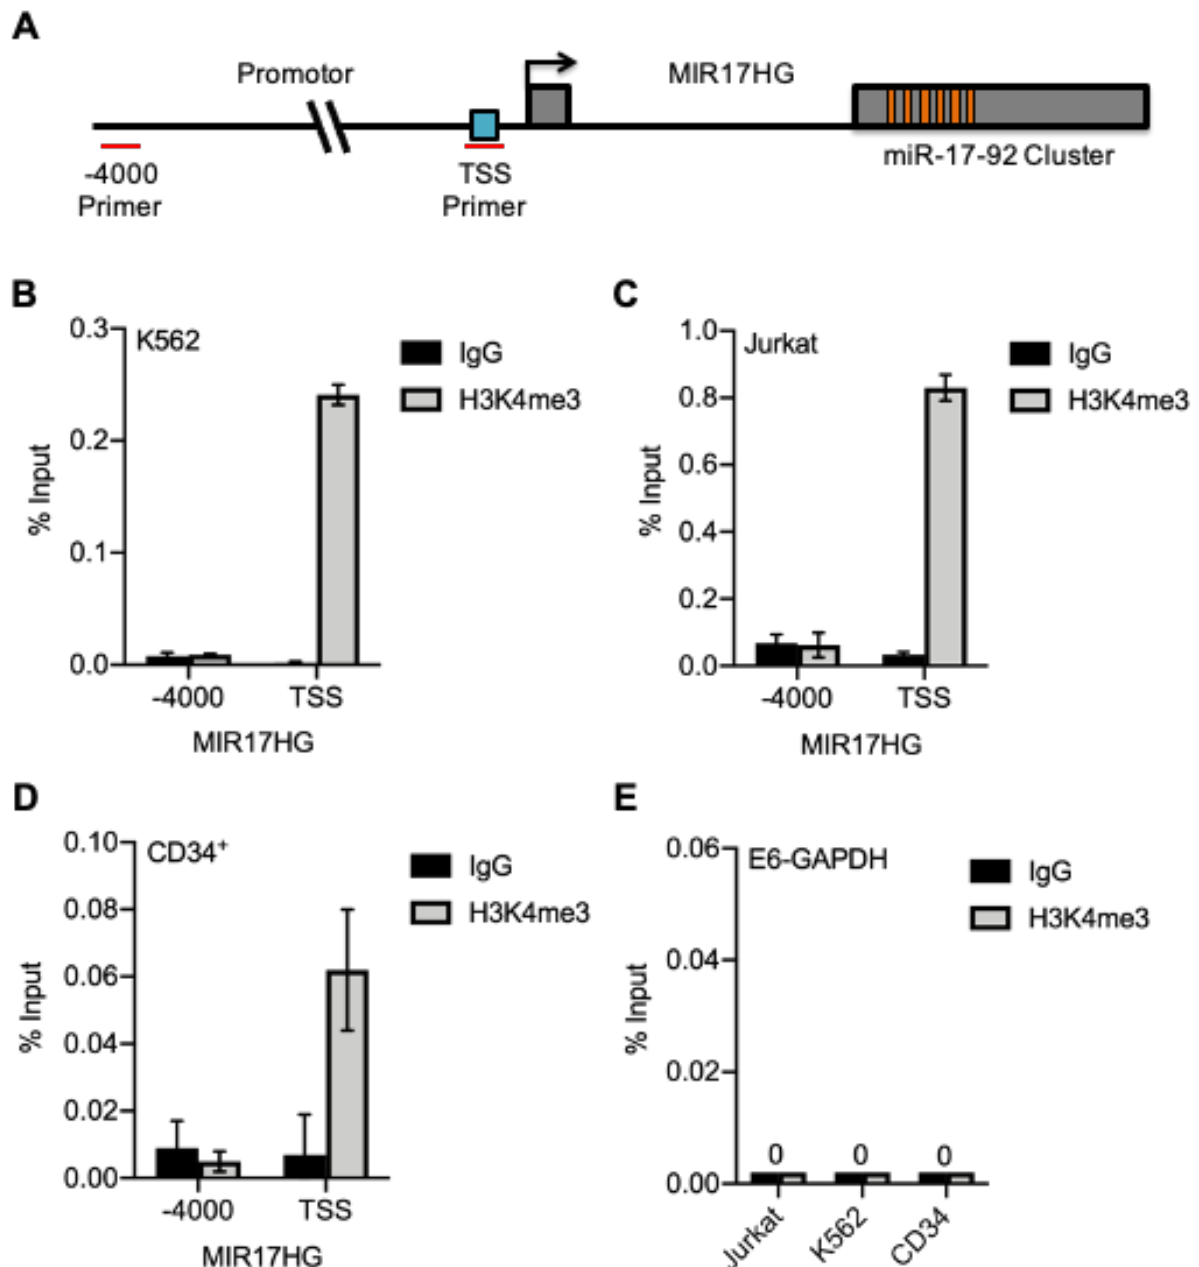 A
Promotor
MIR17HG
-4000
Primer
TSS
Primer
miR-17-92 Cluster
B
K562
IgG
H3K4me3
0.3
0.2
0.1
0.0
% Input
-4000
TSS
MIR17HG
C
Jurkat
IgG
H3K4me3
1.0
0.8
0.6
0.4
0.2
0.0
% Input
-4000
TSS
MIR17HG
D
CD34⁺
IgG
H3K4me3
0.10
0.08
0.06
0.04
0.02
0.00
% Input
-4000
TSS
MIR17HG
E
E6-GAPDH
IgG
H3K4me3
0.06
0.04
0.02
0.00
% Input
0
0
0
Jurkat
K562
CD34